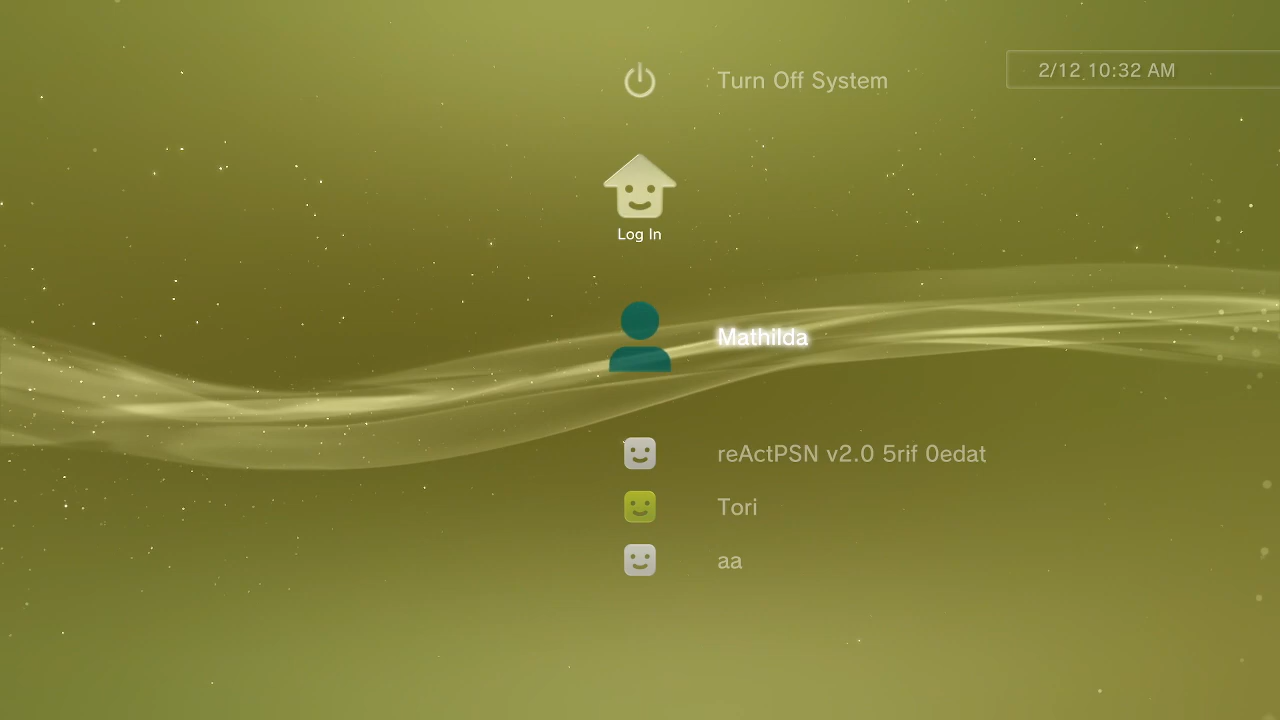 Turn Off System
2/12 10:32 AM
Log In
Mathilda
reActPSN v2.0 5rif 0edat
Tori
aa